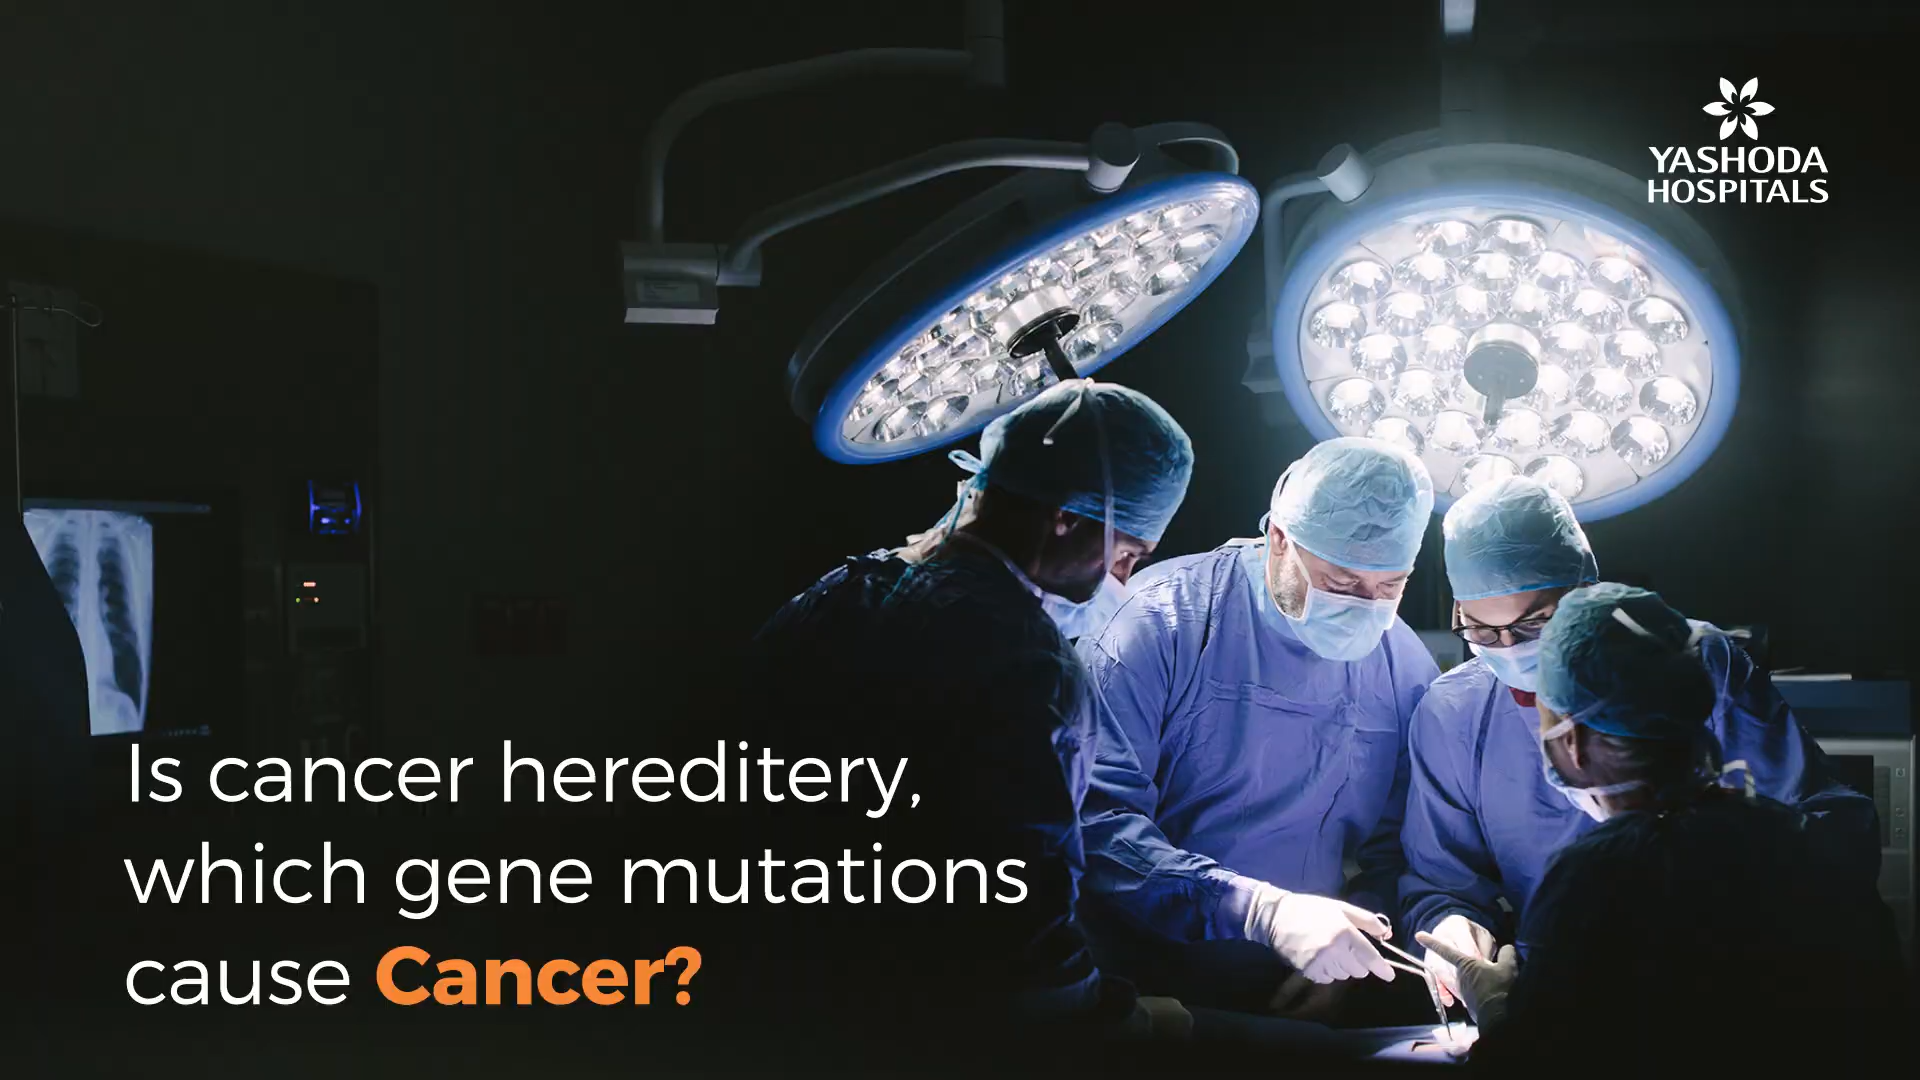 YASHODA
HOSPITALS
Is cancer hereditery,
which gene mutations
cause Cancer?